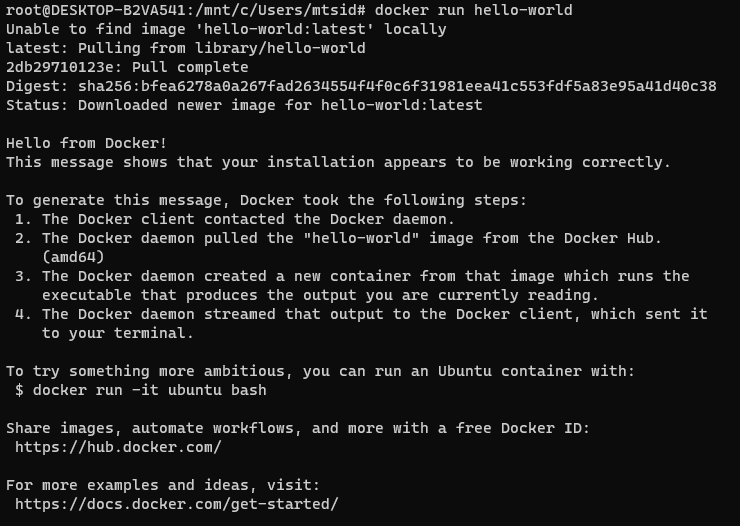 root@DESKTOP-B2VA541:/mnt/c/Users/mtsid# docker run hello-world
Unable to find image 'hello-world:latest' locally
latest: Pulling from library/hello-world
2db29710123e: Pull complete
Digest: sha256:bfea6278a0a267fad2634554f4f0c6f31981eea41c553fdf5a83e95a41d40c38
Status: Downloaded newer image for hello-world:latest

Hello from Docker!
This message shows that your installation appears to be working correctly.

To generate this message, Docker took the following steps:
 1. The Docker client contacted the Docker daemon.
 2. The Docker daemon pulled the "hello-world" image from the Docker Hub.
    (amd64)
 3. The Docker daemon created a new container from that image which runs the
    executable that produces the output you are currently reading.
 4. The Docker daemon streamed that output to the Docker client, which sent it
    to your terminal.

To try something more ambitious, you can run an Ubuntu container with:
 $ docker run -it ubuntu bash

Share images, automate workflows, and more with a free Docker ID:
 https://hub.docker.com/

For more examples and ideas, visit:
 https://docs.docker.com/get-started/